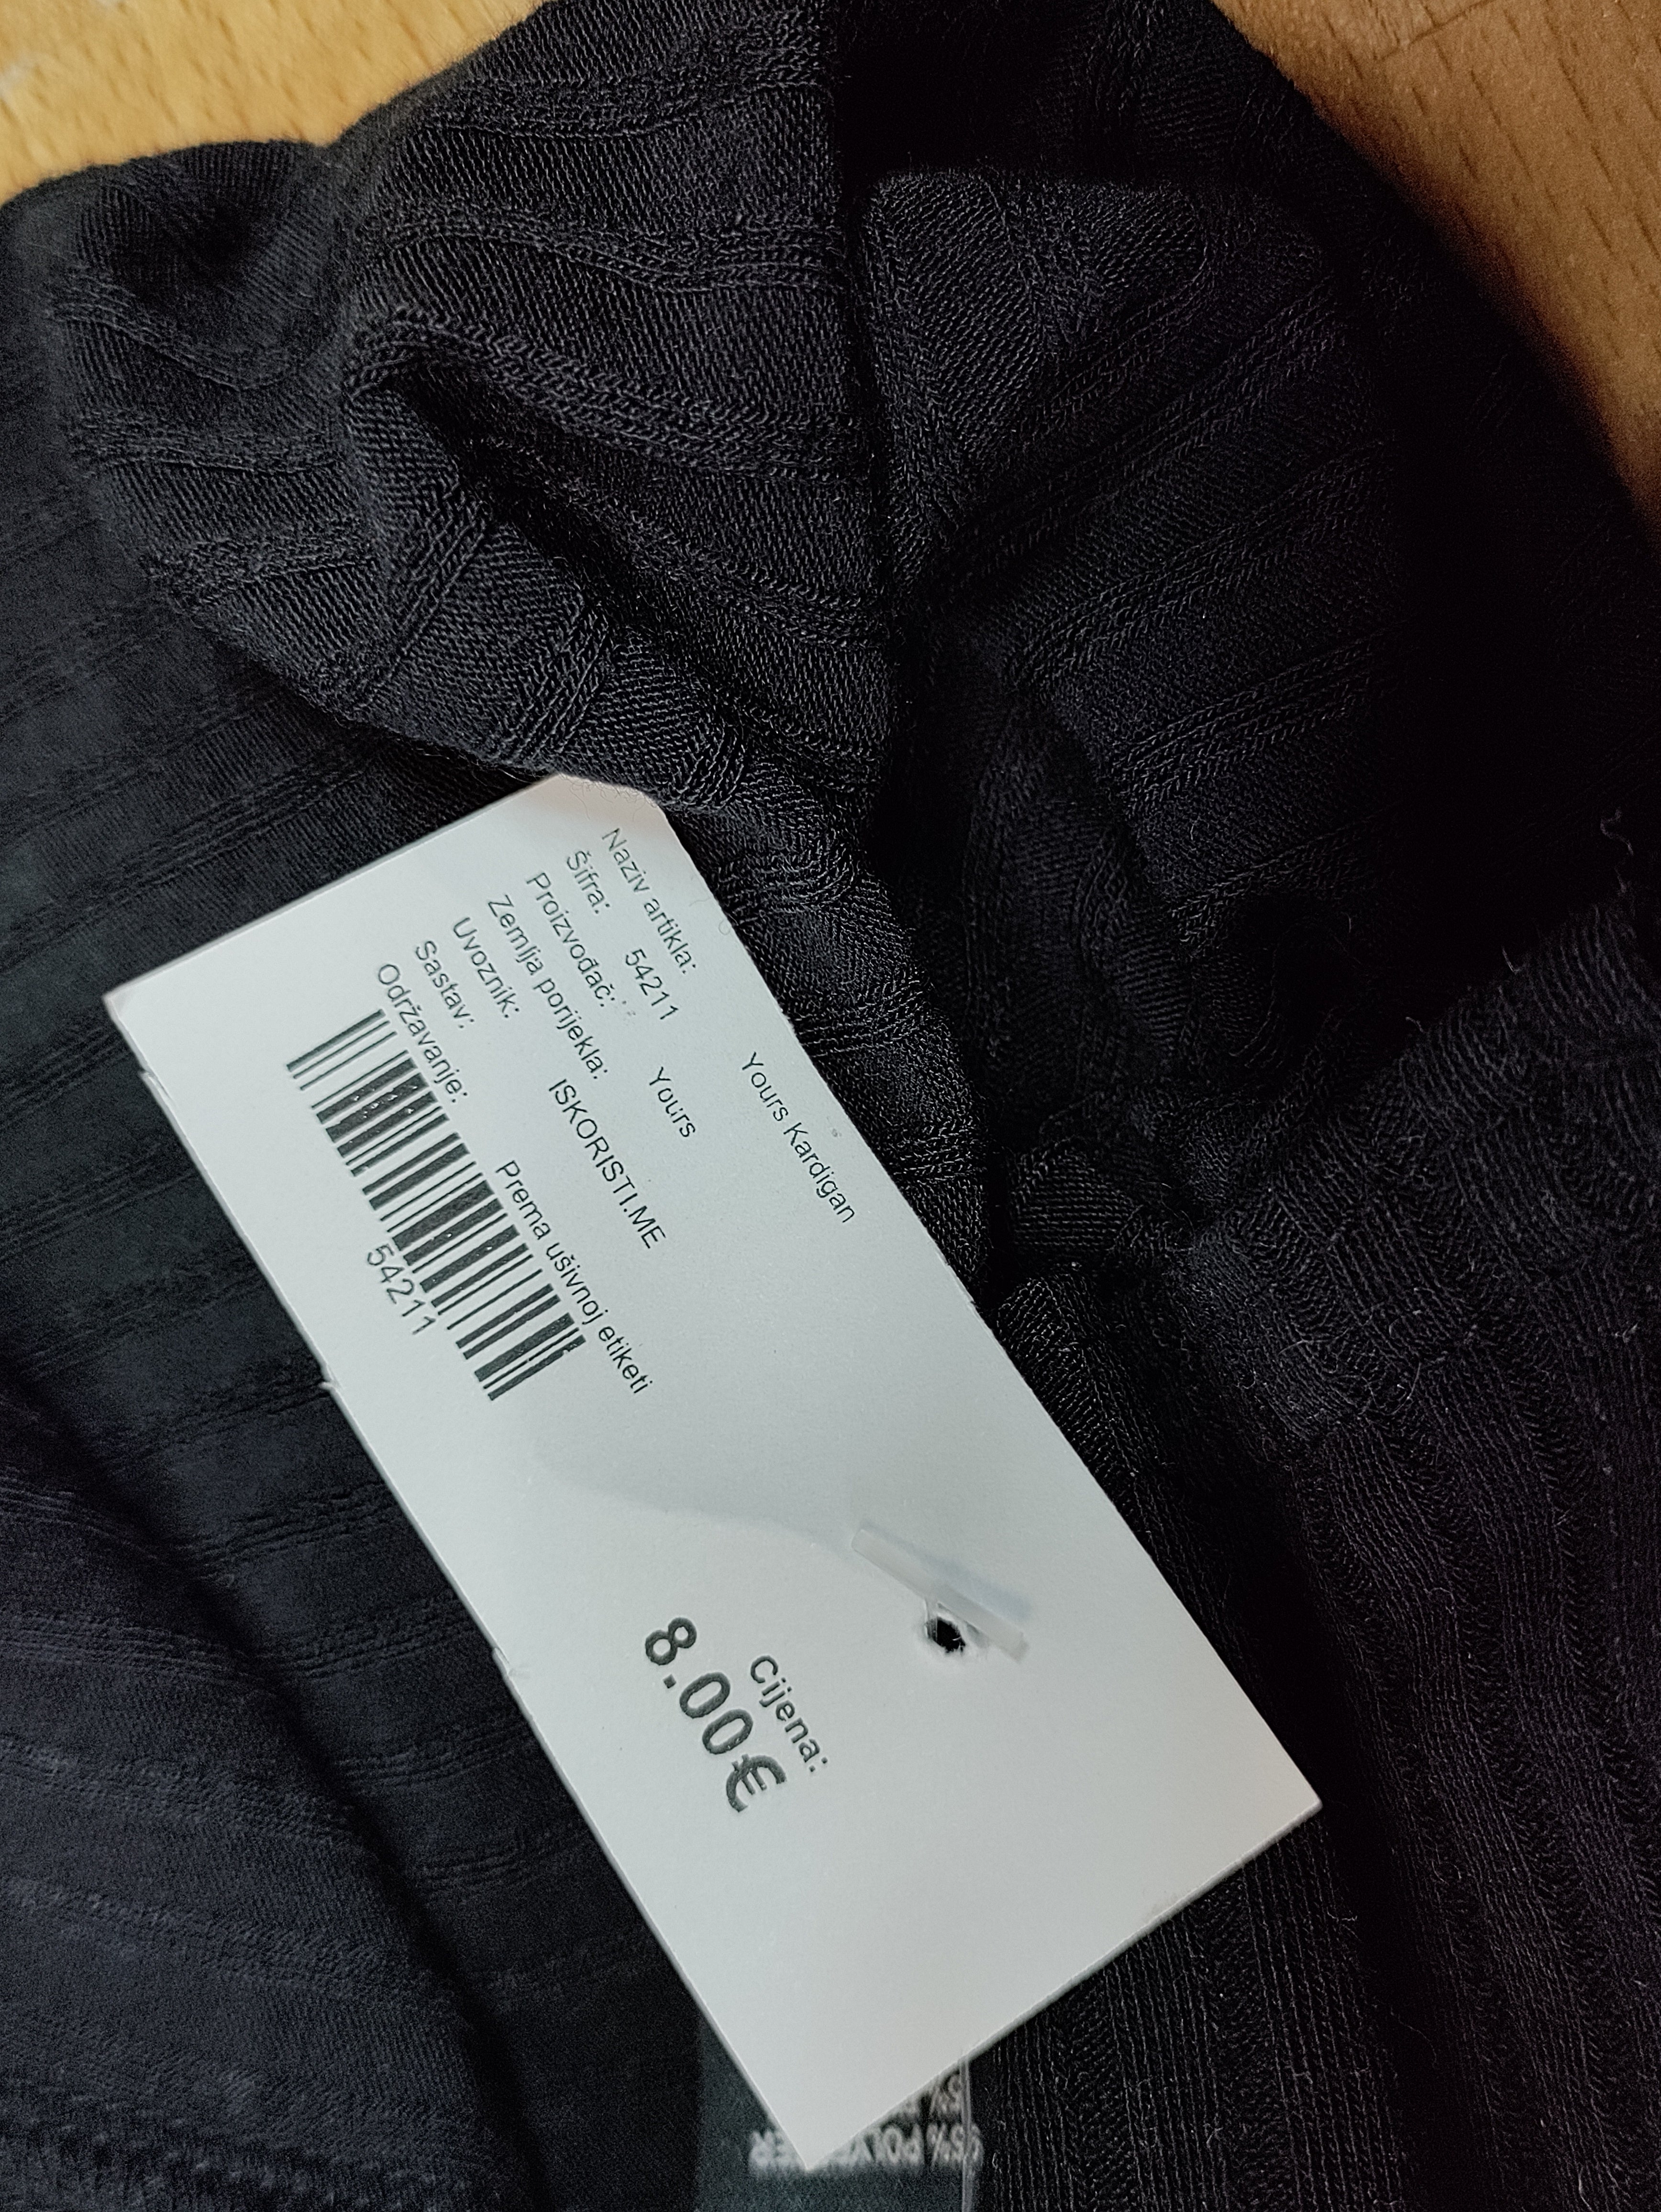 Naziv artikla: Yours Kardigan
Šifra: 54211
Proizvođač: Yours
Zemlja porijekla:
Uvoznik: ISKORISTI.ME
Sastav:
Održavanje: Prema ušivnoj etiketi
54211
Cijena:
8.00€